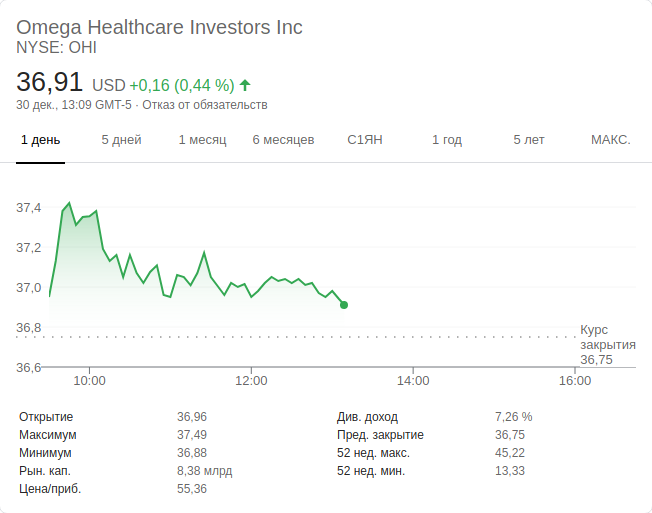 Omega Healthcare Investors Inc
NYSE: OHI
36,91 USD +0,16 (0,44 %)
30 дек., 13:09 GMT-5 · Отказ от обязательств
1 день 5 дней 1 месяц 6 месяцев С1ЯН 1 год 5 лет МАКС.
37,4
37,2
37,0
36,8
36,6
Курс
закрытия
36,75
10:00 12:00 14:00 16:00
Открытие 36,96 Див. доход 7,26 %
Максимум 37,49 Пред. закрытие 36,75
Минимум 36,88 52 нед. макс. 45,22
Рын. кап. 8,38 млрд 52 нед. мин. 13,33
Цена/приб. 55,36